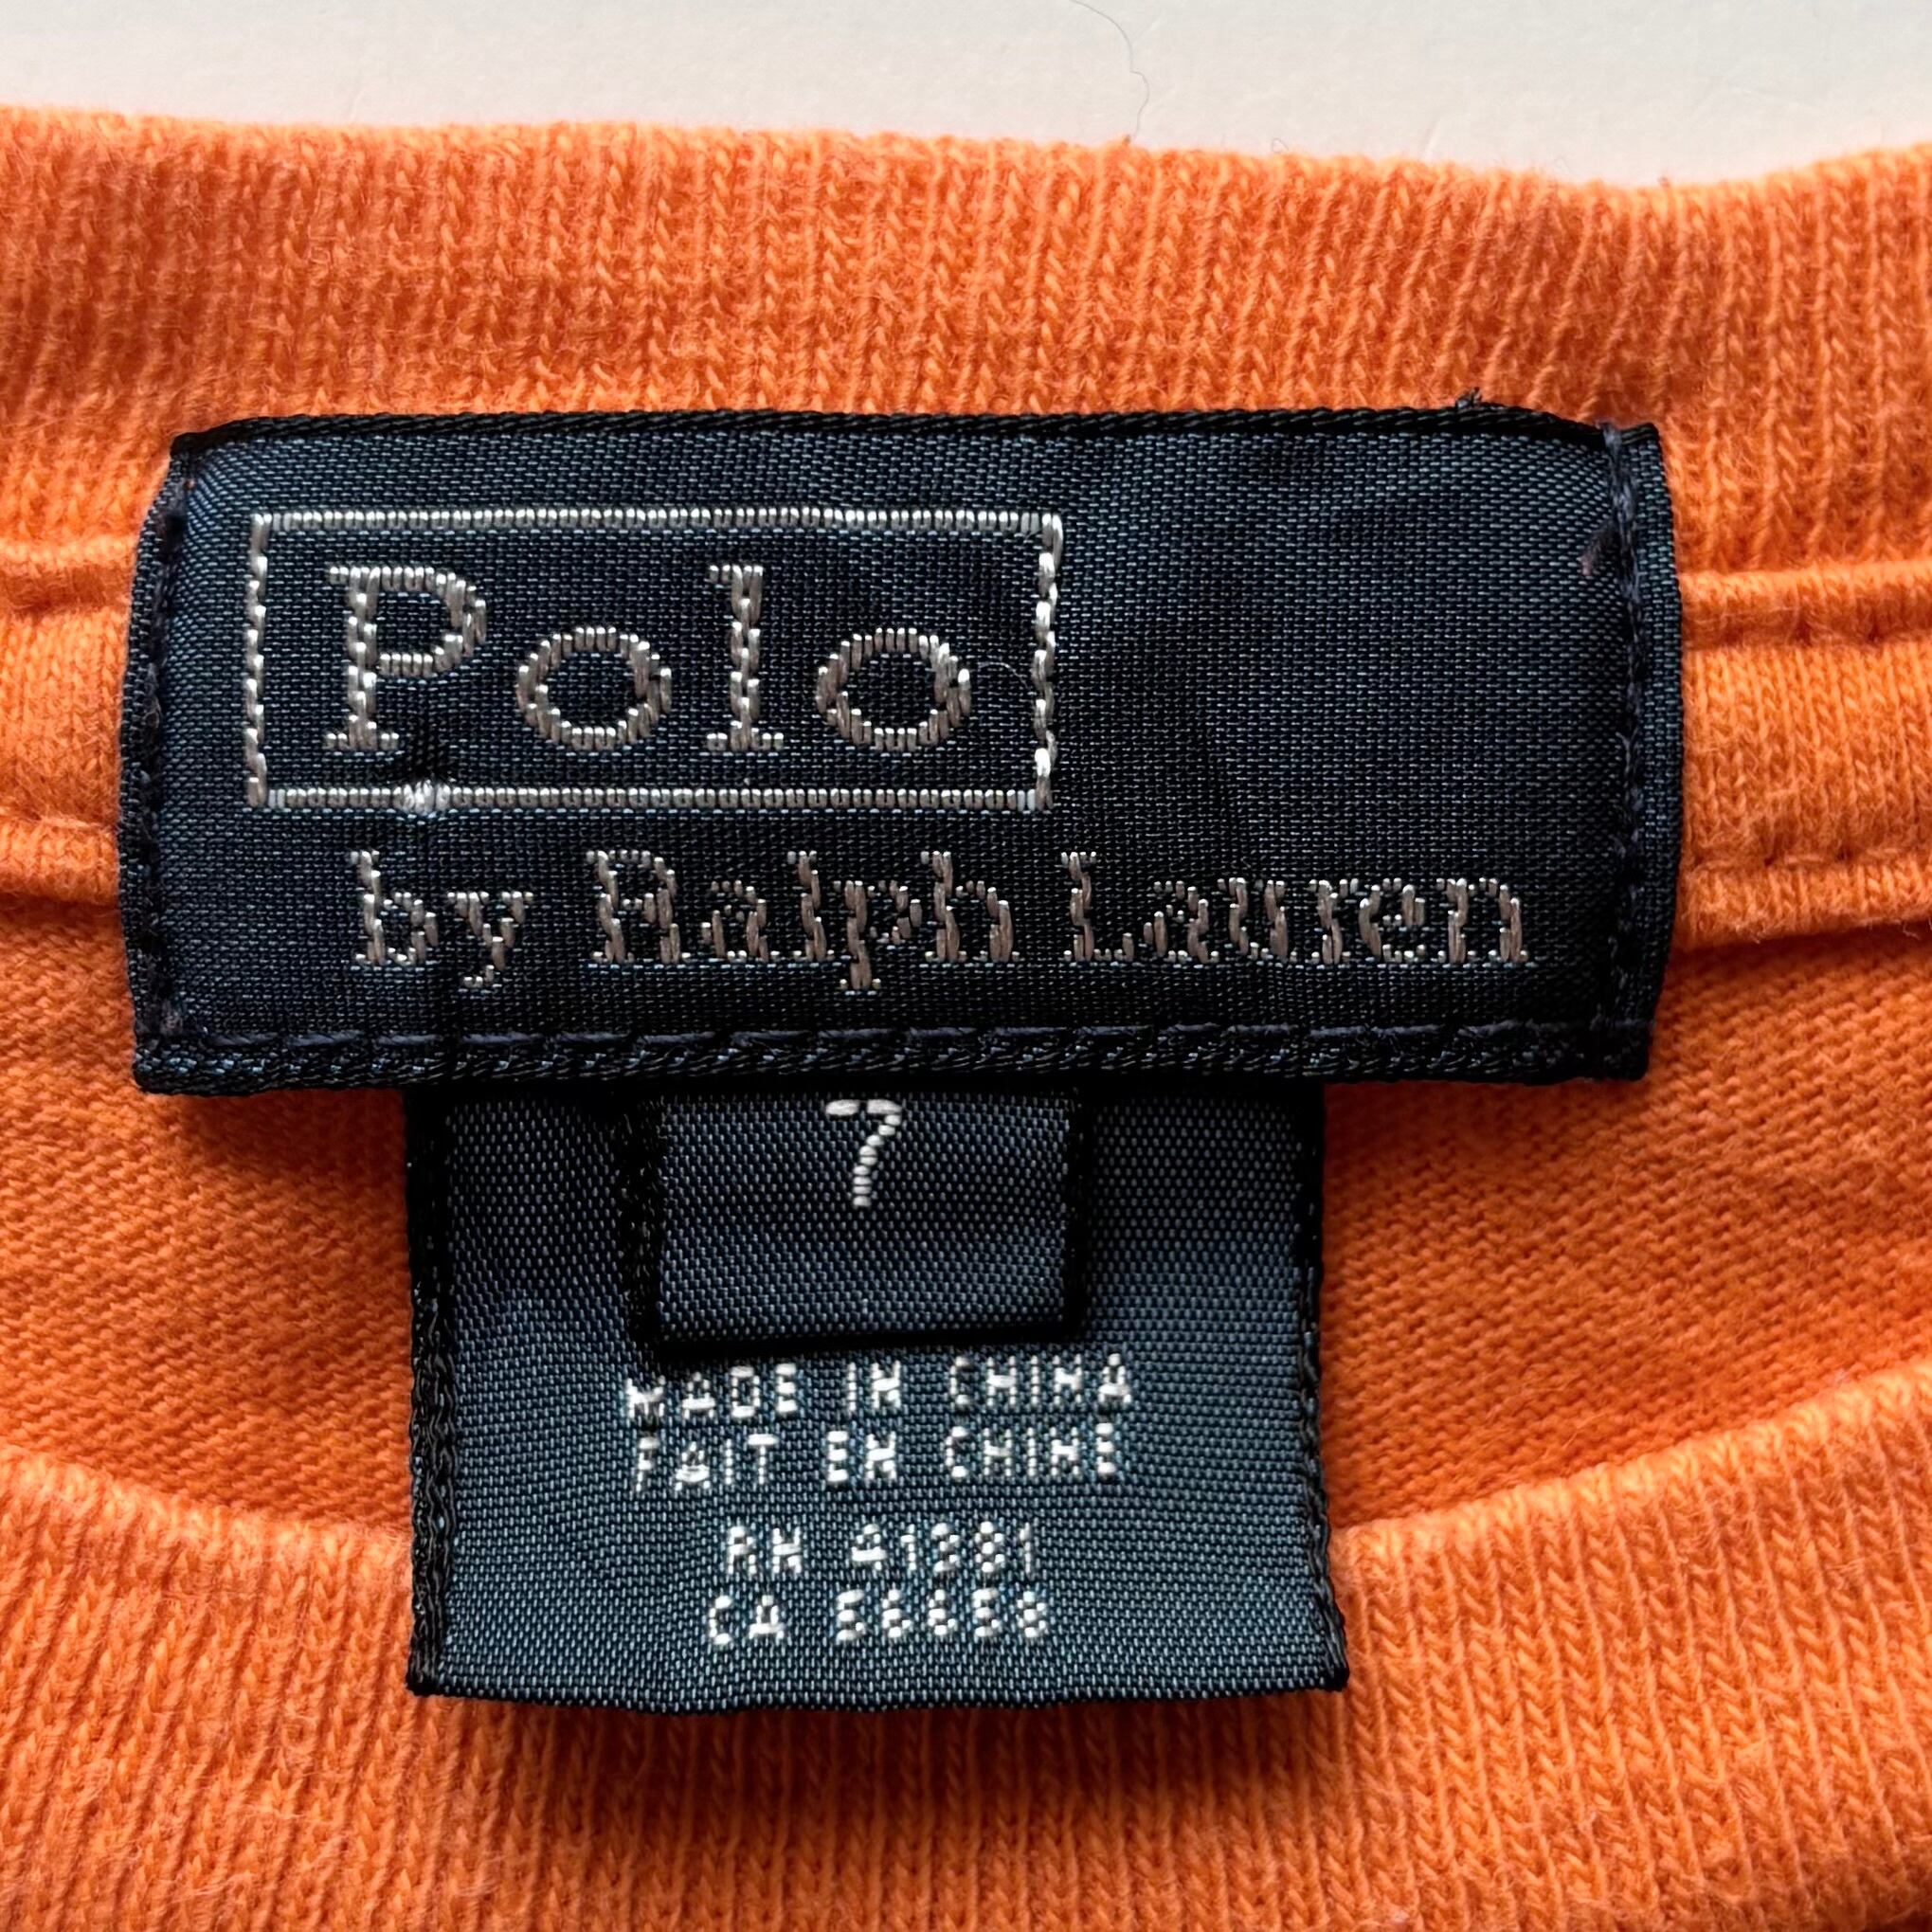 Polo
by Ralph Lauren
7
MADE IN CHINA
FAIT EN CHINE
RN 41381
CA 56658